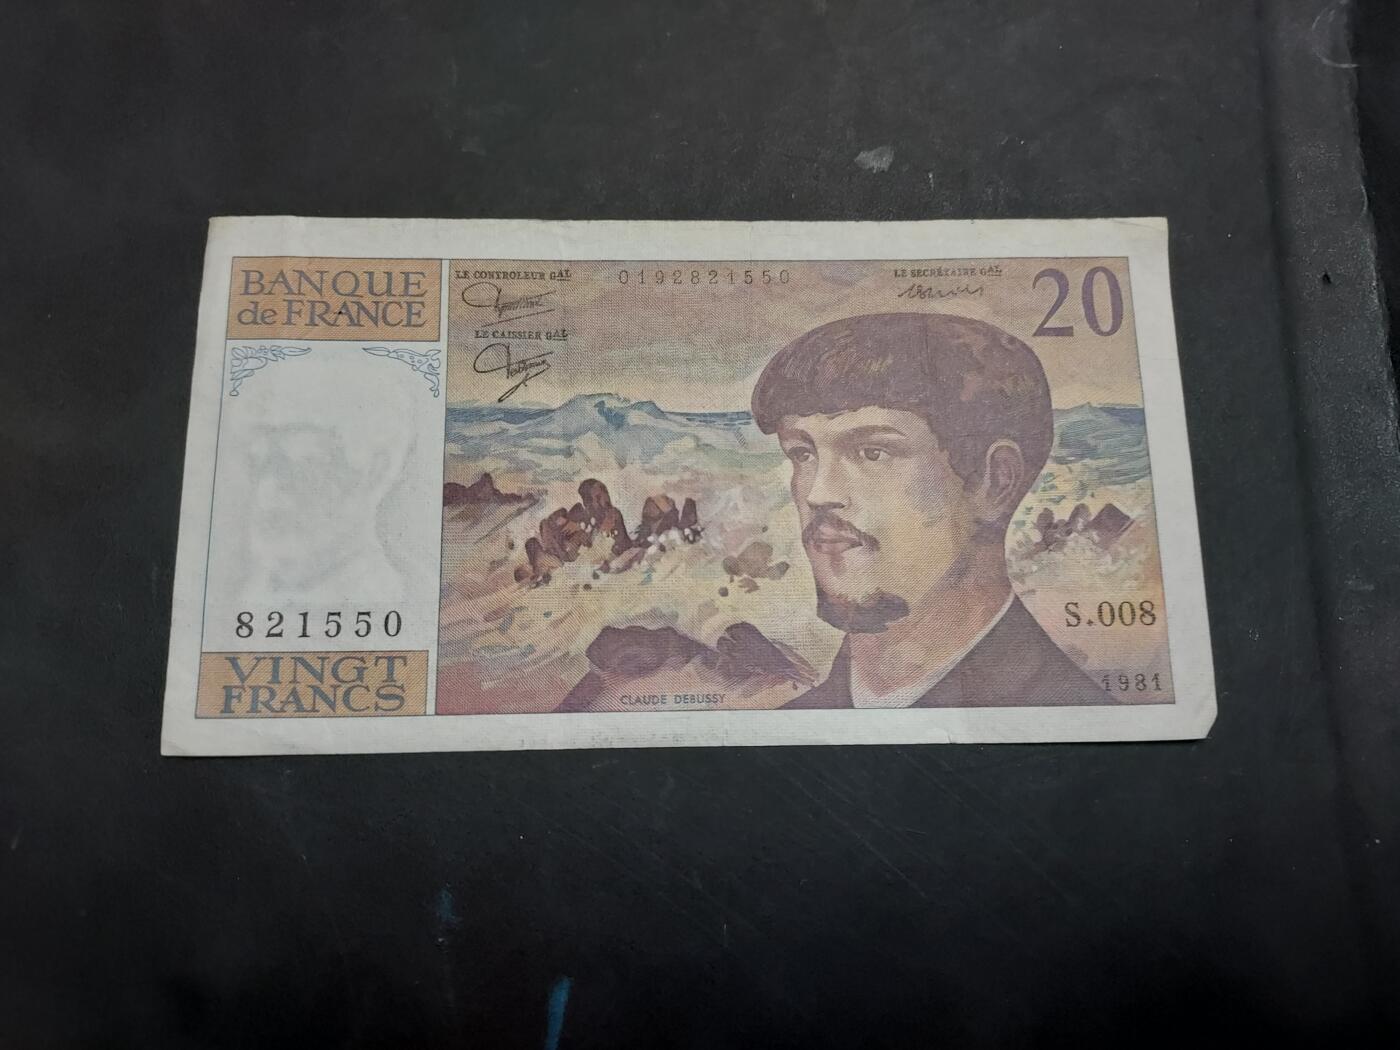 BANQUE
de FRANCE
LE CONTROLEUR GAL
LE CAISSIER GAL
0192821550
LE SECRÉTAIRE GAL
20
821550
VINGT
FRANCS
CLAUDE DEBUSSY
S.008
1981